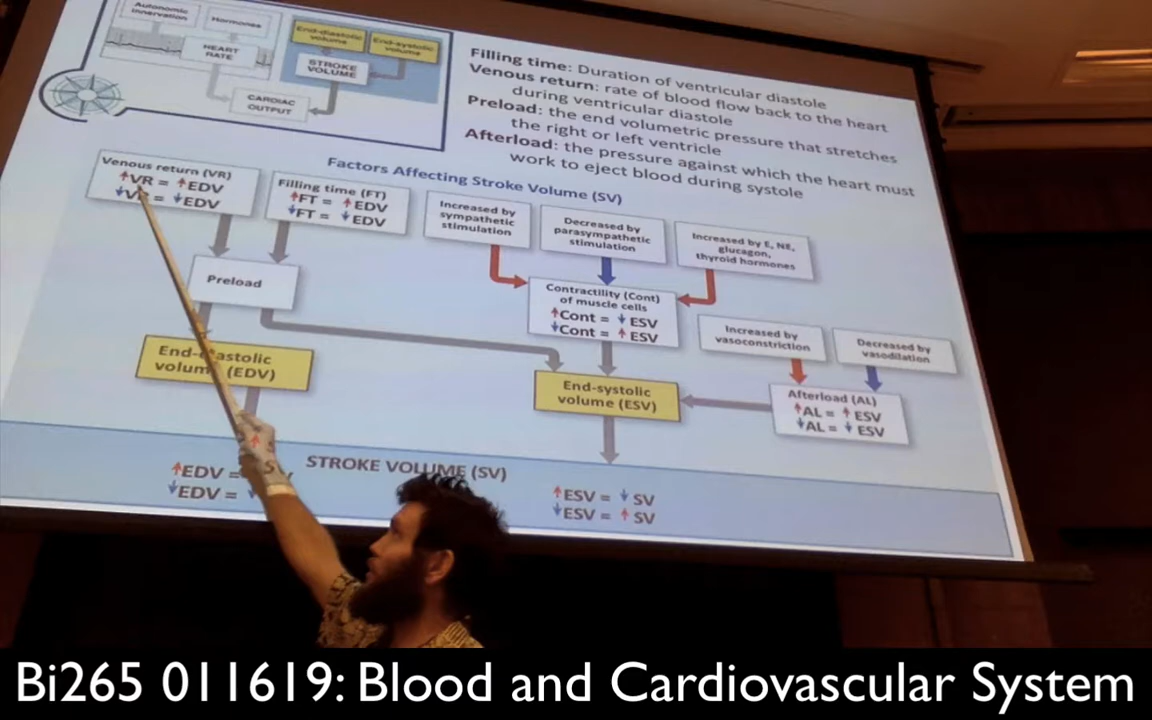 Autonomic
innervation
Hormones
HEART
RATE
End-diastolic
volume
End-systolic
volume
STROKE
VOLUME
CARDIAC
OUTPUT
Filling time: Duration of ventricular diastole
Venous return: rate of blood flow back to the heart
during ventricular diastole
Preload: the end volumetric pressure that stretches
the right or left ventricle
Afterload: the pressure against which the heart must
work to eject blood during systole
Factors Affecting Stroke Volume (SV)
Venous return (VR)
↑VR = ↑EDV
↓VR = ↓EDV
Filling time (FT)
↑FT = ↑EDV
↓FT = ↓EDV
Increased by
sympathetic
stimulation
Decreased by
parasympathetic
stimulation
Increased by E, NE,
glucagon,
thyroid hormones
Preload
Contractility (Cont)
of muscle cells
↑Cont = ↓ESV
↓Cont = ↑ESV
Increased by
vasoconstriction
Decreased by
vasodilation
End-diastolic
volume (EDV)
End-systolic
volume (ESV)
Afterload (AL)
↑AL = ↑ESV
↓AL = ↓ESV
STROKE VOLUME (SV)
↑EDV = ↑S
↓EDV = ↓
↑ESV = ↓SV
↓ESV = ↑SV
Bi265 011619: Blood and Cardiovascular System